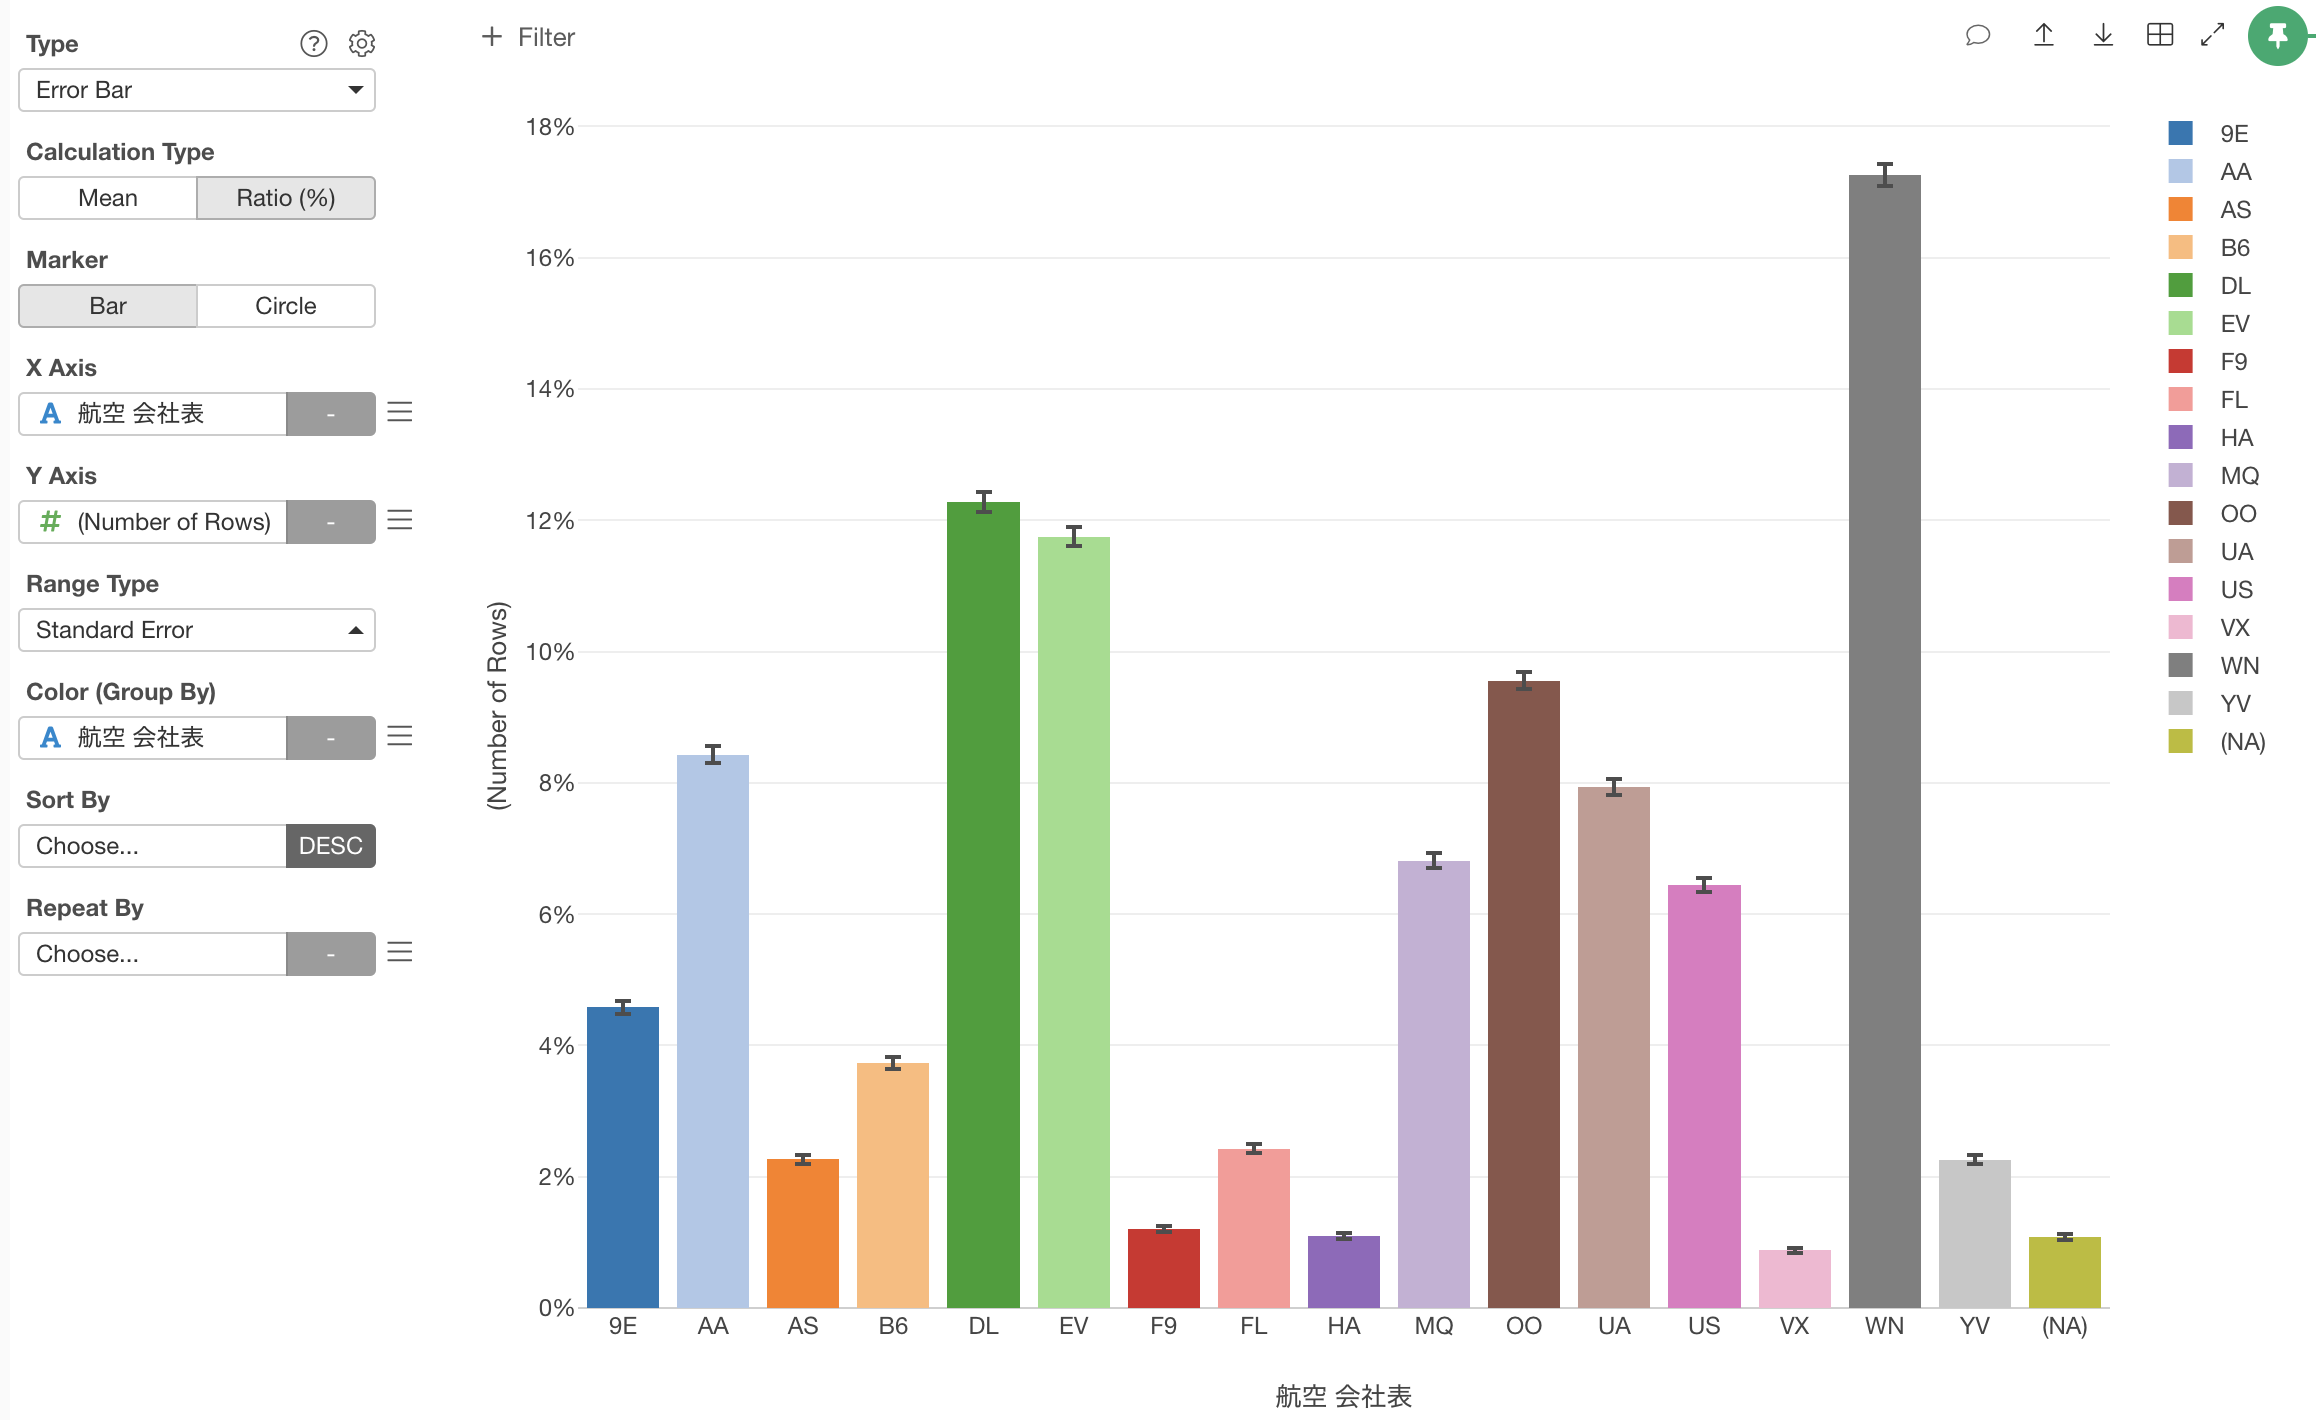 Type
Error Bar
Calculation Type
Mean Ratio (%)
Marker
Bar Circle
X Axis
A 航空 会社表 -
Y Axis
# (Number of Rows) -
Range Type
Standard Error
Color (Group By)
A 航空 会社表 -
Sort By
Choose... DESC
Repeat By
Choose... -
+ Filter
18%
16%
14%
12%
10%
8%
6%
4%
2%
0%
(Number of Rows)
9E AA AS B6 DL EV F9 FL HA MQ OO UA US VX WN YV (NA)
航空 会社表
9E
AA
AS
B6
DL
EV
F9
FL
HA
MQ
OO
UA
US
VX
WN
YV
(NA)